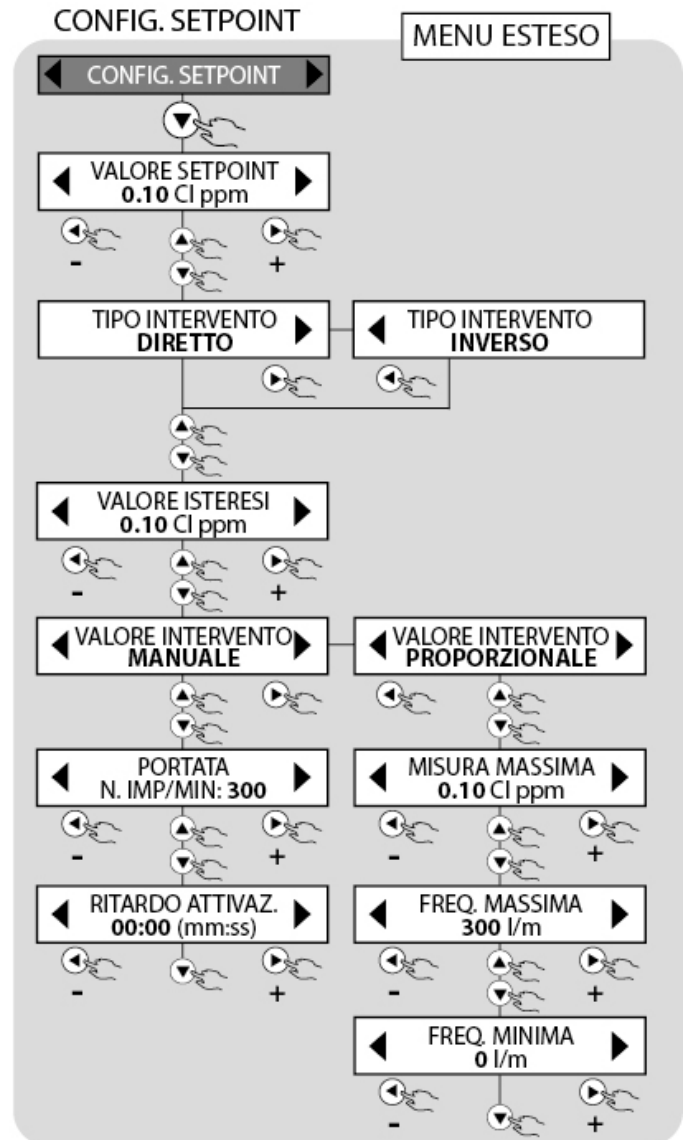 CONFIG. SETPOINT
MENU ESTESO
CONFIG. SETPOINT
VALORE SETPOINT
0.10 Cl ppm
- +
TIPO INTERVENTO
DIRETTO
TIPO INTERVENTO
INVERSO
VALORE ISTERESI
0.10 Cl ppm
- +
VALORE INTERVENTO
MANUALE
VALORE INTERVENTO
PROPORZIONALE
PORTATA
N. IMP/MIN: 300
- +
MISURA MASSIMA
0.10 Cl ppm
- +
RITARDO ATTIVAZ.
00:00 (mm:ss)
- +
FREQ. MASSIMA
300 l/m
- +
FREQ. MINIMA
0 l/m
- +